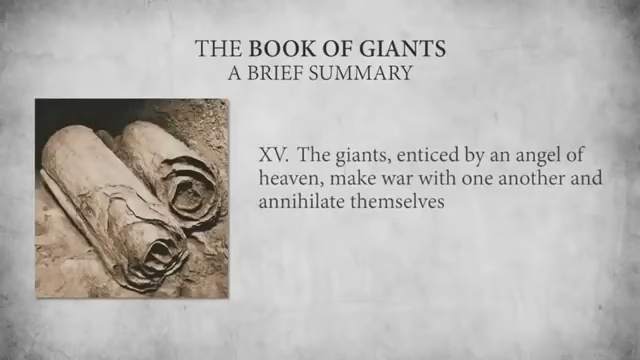 THE BOOK OF GIANTS
A BRIEF SUMMARY
XV. The giants, enticed by an angel of
heaven, make war with one another and
annihilate themselves